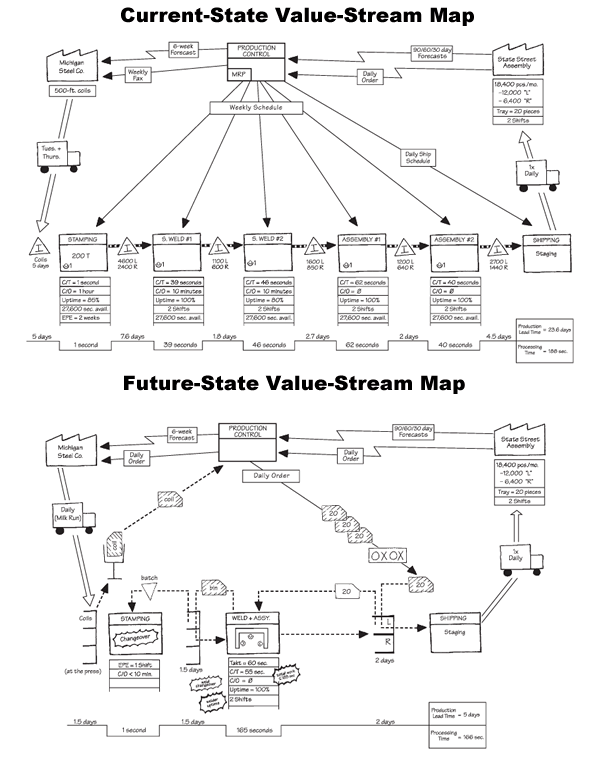 Current-State Value-Stream Map
6-week
Forecast
PRODUCTION
CONTROL
MRP
90/60/30 day
Forecasts
Michigan
Steel Co.
Weekly
Fax
Daily
Order
State Street
Assembly
500-ft. coils
18,400 pcs./mo.
-12,000 "L"
- 6,400 "R"
Tray = 20 pieces
2 Shifts
Weekly Schedule
Tues. +
Thurs.
Daily Ship
Schedule
1x
Daily
I
Coils
5 days
STAMPING
200 T
1
I
4600 L
2400 R
S. WELD #1
1
I
1100 L
600 R
S. WELD #2
1
I
1600 L
850 R
ASSEMBLY #1
1
I
1200 L
640 R
ASSEMBLY #2
1
I
2700 L
1440 R
SHIPPING
Staging
C/T = 1 second
C/O = 1 hour
Uptime = 85%
27,600 sec. avail.
EPE = 2 weeks
C/T = 39 seconds
C/O = 10 minutes
Uptime = 100%
2 Shifts
27,600 sec. avail.
C/T = 46 seconds
C/O = 10 minutes
Uptime = 80%
2 Shifts
27,600 sec. avail.
C/T = 62 seconds
C/O = Ø
Uptime = 100%
2 Shifts
27,600 sec. avail.
C/T = 40 seconds
C/O = Ø
Uptime = 100%
2 Shifts
27,600 sec. avail.
5 days
1 second
7.6 days
39 seconds
1.8 days
46 seconds
2.7 days
62 seconds
2 days
40 seconds
4.5 days
Production
Lead Time = 23.6 days
Processing
Time = 188 sec.
Future-State Value-Stream Map
6-week
Forecast
PRODUCTION
CONTROL
90/60/30 day
Forecasts
Michigan
Steel Co.
Daily
Order
Daily
Order
State Street
Assembly
Daily Order
18,400 pcs./mo.
-12,000 "L"
- 6,400 "R"
Tray = 20 pieces
2 Shifts
coil
20
20
20
Daily
(Milk Run)
coil
OXOX
1x
Daily
batch
bin
20
20
Coils
(at the press)
STAMPING
Changeover
EPE = 1 Shift
C/O < 10 min.
1.5 days
WELD + ASSY.
Takt = 60 sec.
C/T = 55 sec.
C/O = Ø
Uptime = 100%
2 Shifts
L
R
2 days
SHIPPING
Staging
1.5 days
1 second
1.5 days
165 seconds
2 days
Production
Lead Time = 5 days
Processing
Time = 166 sec.